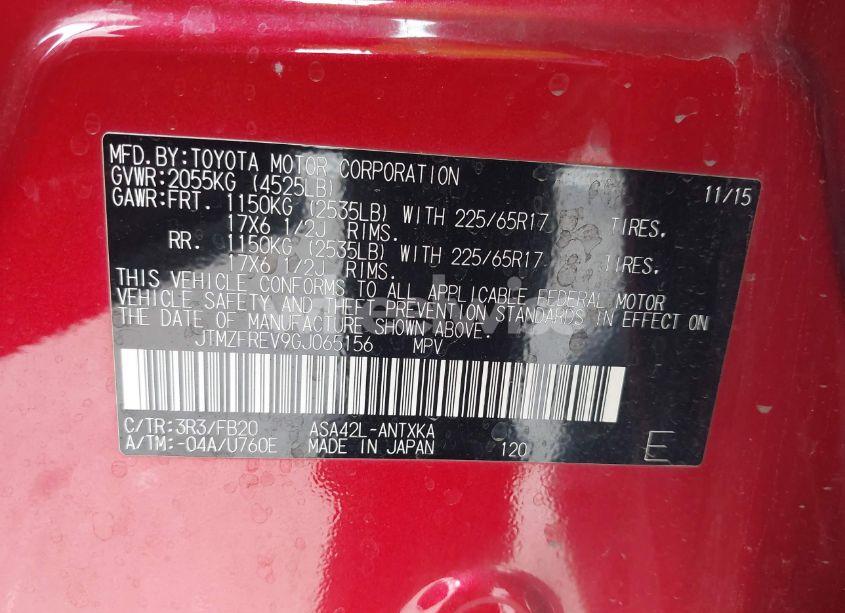 MFD.BY:TOYOTA MOTOR CORPORATION 11/15
GVWR:2055KG (4525LB)
GAWR:FRT. 1150KG (2535LB) WITH 225/65R17 TIRES.
17X6 1/2J RIMS.
RR. 1150KG (2535LB) WITH 225/65R17 TIRES.
17X6 1/2J RIMS.
THIS VEHICLE CONFORMS TO ALL APPLICABLE FEDERAL MOTOR
VEHICLE SAFETY AND THEFT PREVENTION STANDARDS IN EFFECT ON
THE DATE OF MANUFACTURE SHOWN ABOVE.
JTMZFREV9GJ065156 MPV
C/TR:3R3/FB20 ASA42L-ANTXKA
A/TM:-04A/U760E MADE IN JAPAN 120 E